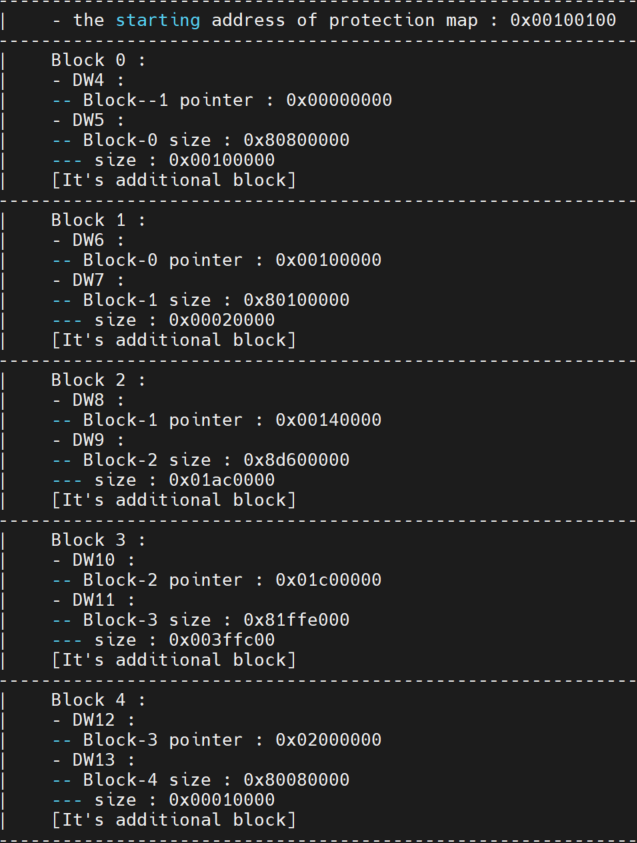 ------------------------------------------------------------
|    - the starting address of protection map : 0x00100100
------------------------------------------------------------
|    Block 0 :
|    - DW4 :
|    -- Block--1 pointer : 0x00000000
|    - DW5 :
|    -- Block-0 size : 0x80800000
|    --- size : 0x00100000
|    [It's additional block]
------------------------------------------------------------
|    Block 1 :
|    - DW6 :
|    -- Block-0 pointer : 0x00100000
|    - DW7 :
|    -- Block-1 size : 0x80100000
|    --- size : 0x00020000
|    [It's additional block]
------------------------------------------------------------
|    Block 2 :
|    - DW8 :
|    -- Block-1 pointer : 0x00140000
|    - DW9 :
|    -- Block-2 size : 0x8d600000
|    --- size : 0x01ac0000
|    [It's additional block]
------------------------------------------------------------
|    Block 3 :
|    - DW10 :
|    -- Block-2 pointer : 0x01c00000
|    - DW11 :
|    -- Block-3 size : 0x81ffe000
|    --- size : 0x003ffc00
|    [It's additional block]
------------------------------------------------------------
|    Block 4 :
|    - DW12 :
|    -- Block-3 pointer : 0x02000000
|    - DW13 :
|    -- Block-4 size : 0x80080000
|    --- size : 0x00010000
|    [It's additional block]
------------------------------------------------------------